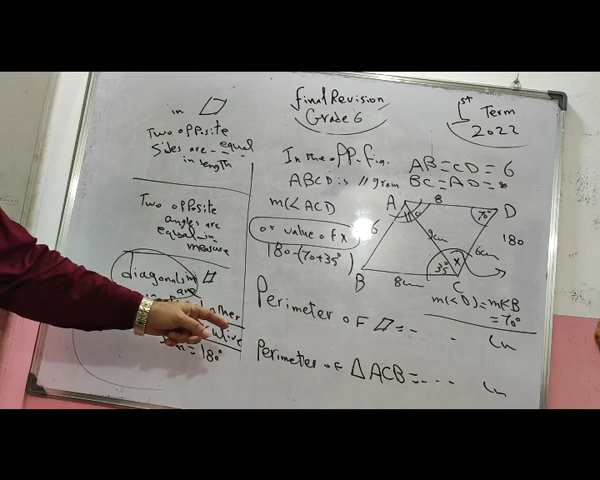 in
Two opposite
Sides are equal
in length
Two opposite
angles are
equal in
measure
diagonals in
are
= 180°
final Revision
Grade 6
1st Term
2022
In the opp. fig.
ABCD is // gram
m(< ACD
or value of x
180-(70+35)
AB = CD = 6
BC = AD = 8
A 8 D
70°
6
9cm
6cm
180
35° x
B 8cm C
m(<D) = m(<B
= 70°
Perimeter of ▱ = -- - - Cm
Perimeter of △ ACB = --- - Cm